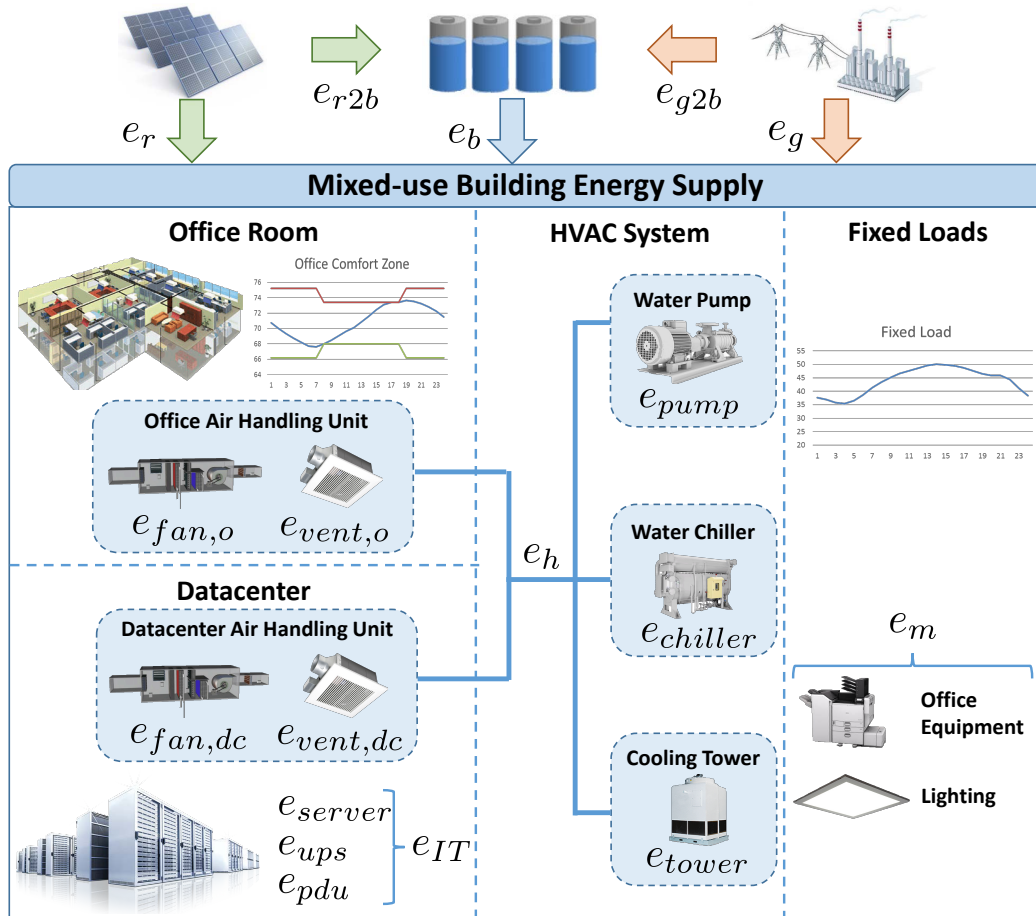 e_{r2b}
e_{g2b}
e_r
e_b
e_g
Mixed-use Building Energy Supply
Office Room
Office Comfort Zone
76
74
72
70
68
66
64
1 3 5 7 9 11 13 15 17 19 21 23
Office Air Handling Unit
e_{fan,o}
e_{vent,o}
Datacenter
Datacenter Air Handling Unit
e_{fan,dc}
e_{vent,dc}
e_{server}
e_{ups}
e_{pdu}
e_{IT}
HVAC System
e_h
Water Pump
e_{pump}
Water Chiller
e_{chiller}
Cooling Tower
e_{tower}
Fixed Loads
Fixed Load
55
50
45
40
35
30
25
20
1 3 5 7 9 11 13 15 17 19 21 23
e_m
Office
Equipment
Lighting